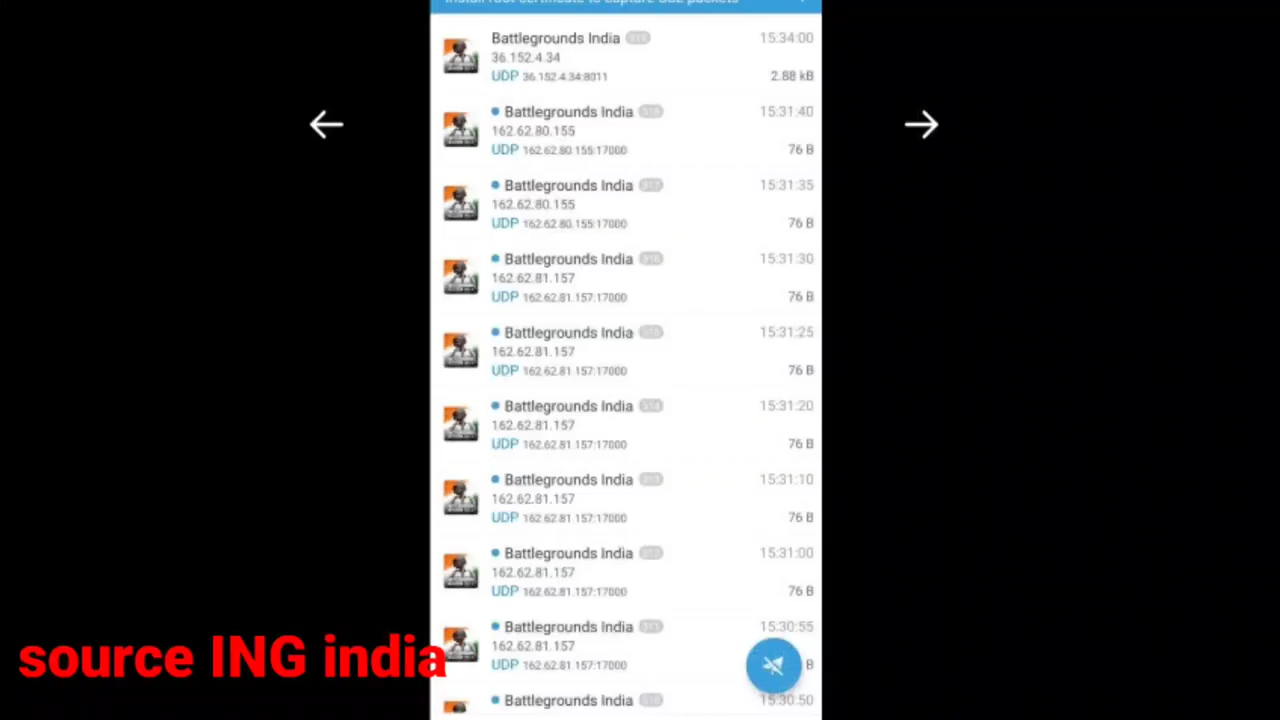 Install root certificate to capture SSL packets
Battlegrounds India 15:34:00
36.152.4.34
UDP 36.152.4.34:8011 2.88 kB
Battlegrounds India 15:31:40
162.62.80.155
UDP 162.62.80.155:17000 76 B
Battlegrounds India 15:31:35
162.62.80.155
UDP 162.62.80.155:17000 76 B
Battlegrounds India 15:31:30
162.62.81.157
UDP 162.62.81.157:17000 76 B
Battlegrounds India 15:31:25
162.62.81.157
UDP 162.62.81.157:17000 76 B
Battlegrounds India 15:31:20
162.62.81.157
UDP 162.62.81.157:17000 76 B
Battlegrounds India 15:31:10
162.62.81.157
UDP 162.62.81.157:17000 76 B
Battlegrounds India 15:31:00
162.62.81.157
UDP 162.62.81.157:17000 76 B
Battlegrounds India 15:30:55
162.62.81.157
UDP 162.62.81.157:17000 B
Battlegrounds India 15:30:50
source ING india